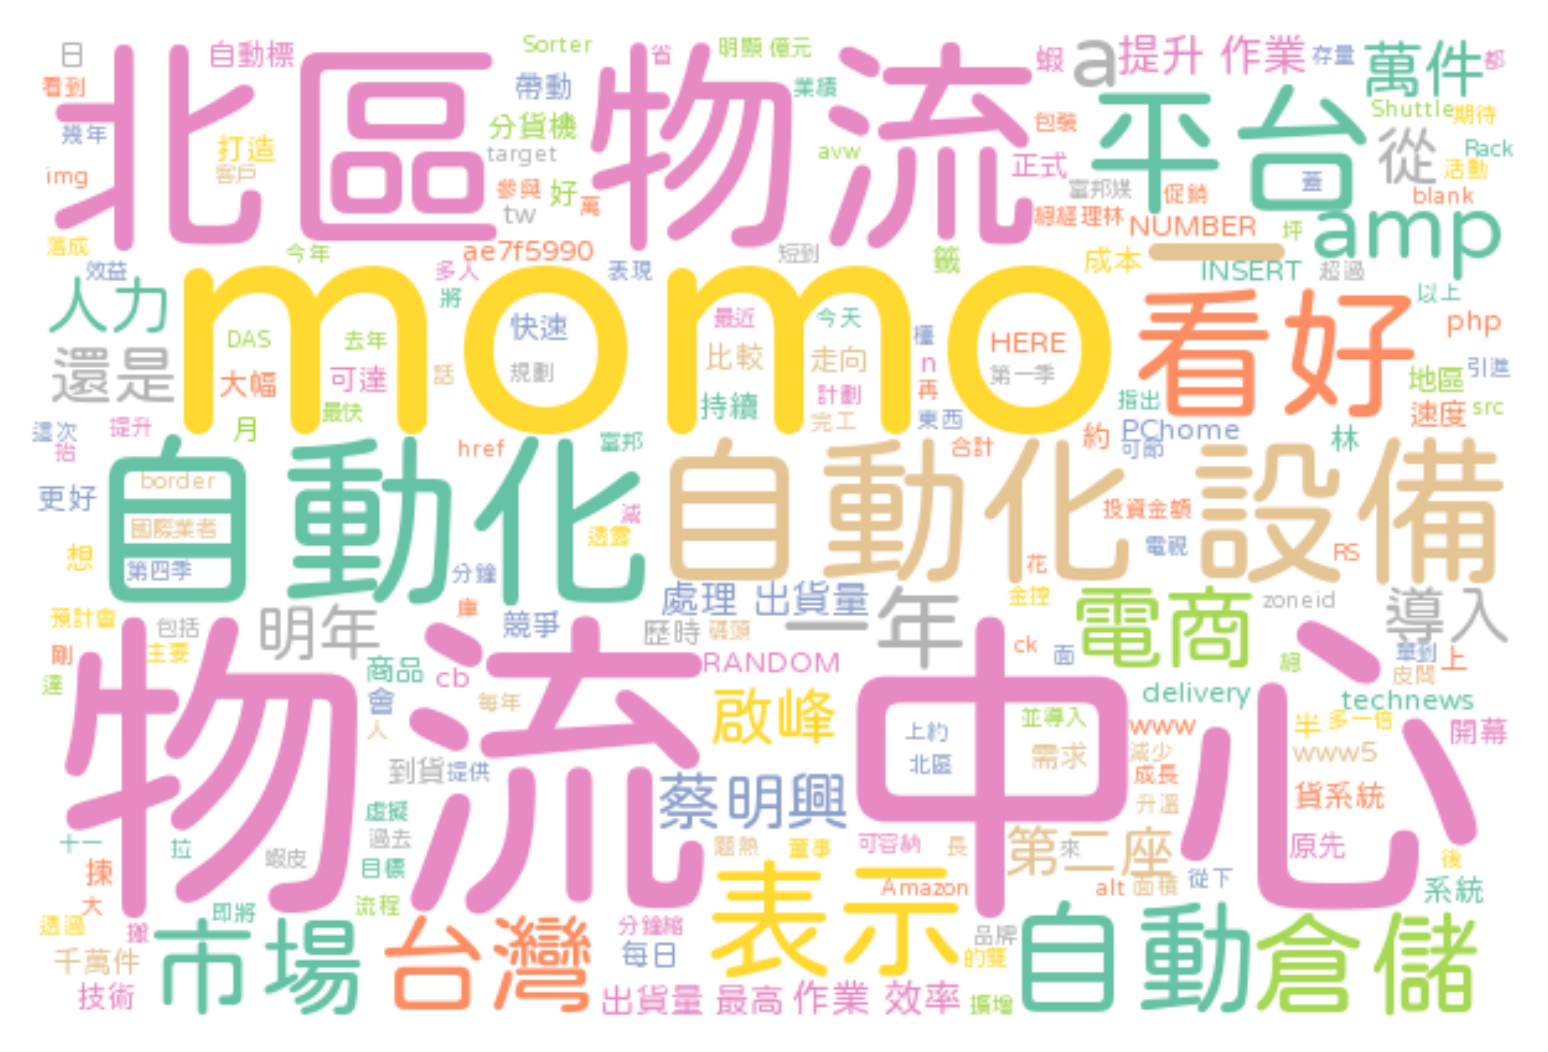 日 自動標 Sorter 省 明顯 億元 蝦 a 提升 作業 存量 萬件 都
看到 北區 帶動 物流 業績 平台 Shuttle 期待
幾年 打造 分貨機 avw 包裝 從 Rack
img 客戶 target 參與 好 萬 正式 富邦媒 促銷 蓋 活動 blank
tw 總經理林 NUMBER 坪 amp
落成 今年 ae7f5990 短到 籤 成本 一
效益 多人 表現 INSERT 超過
人力 momo 將 看好 以上
DAS 去年 快速 最近 今天 檯 HERE php
還是 大幅 可達 話 規劃 比較 走向 n 第一季 地區 引進
月 最快 持續 計劃 完工 再 東西 指出 速度 src
這次 提升 抬 href 富邦 合計 約 PChome 可節 林
更好 自動化 border 自動化 設備
國際業者 減 投資金額
想 第四季 透露 電視 RS
分鐘 花
預計會 明年 庫 處理 出貨量 一年 金控 電商 zoneid 導入
包括 競爭 歷時 碼頭
剛 主要 物流 商品 RANDOM 中心 ck 面 總 華到 上
達 cb 皮問
會 每年 啟峰 delivery technews
人 上約 並導入 www 半 多一倍 開幕
到貨 提供 北區 需求 減少 www5
虛擬 蔡明興 成長 貨系統
十一 拉 過去 升溫
蝦皮 題熱 董事 可容納 長 第二座 來 原先 後
揀 目標 Amazon alt 面積 從下 系統
大 即將 流程 表示
透過 搬 市場 台灣 分鐘縮 品牌 自動 倉儲
千萬件 每日 的雙
技術 出貨量 最高 作業 效率 擴增